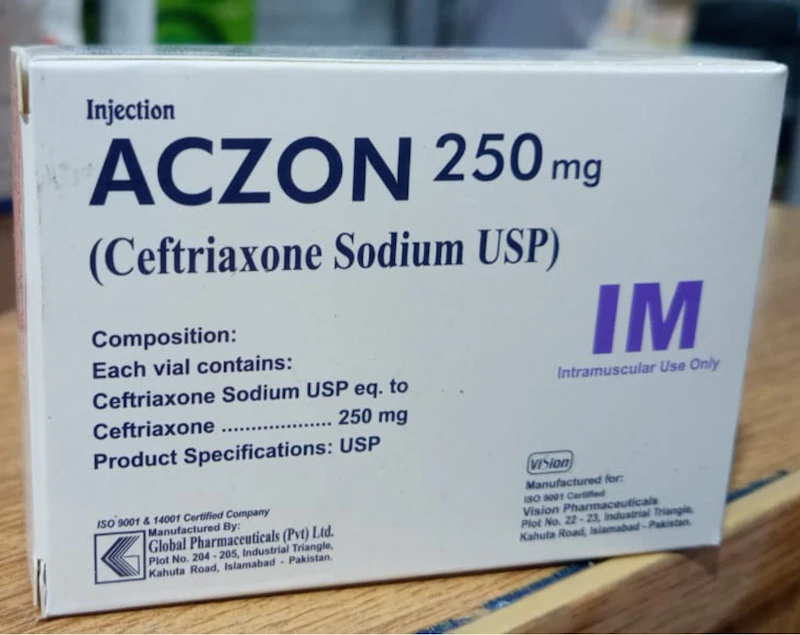 Injection
ACZON 250 mg
(Ceftriaxone Sodium USP)
IM
Intramuscular Use Only
Composition:
Each vial contains:
Ceftriaxone Sodium USP eq. to
Ceftriaxone ................... 250 mg
Product Specifications: USP
ISO 9001 & 14001 Certified Company
Manufactured By:
Global Pharmaceuticals (Pvt) Ltd.
Plot No. 204 - 205, Industrial Triangle,
Kahuta Road, Islamabad - Pakistan.
Vision
Manufactured for:
ISO 9001 Certified
Vision Pharmaceuticals
Plot No. 22 - 23, Industrial Triangle,
Kahuta Road, Islamabad - Pakistan.